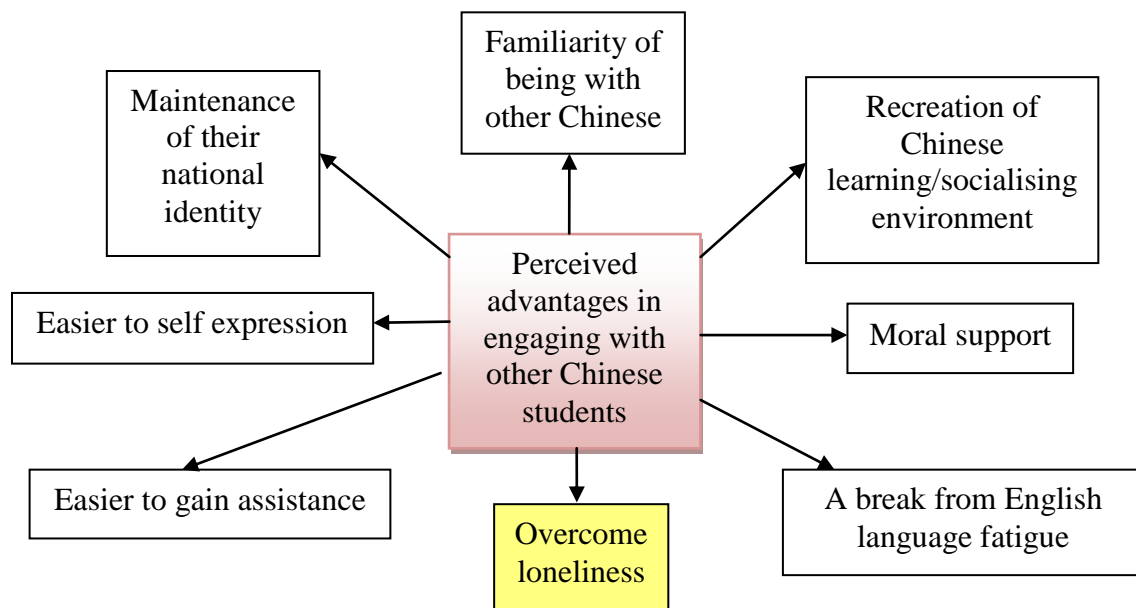 Familiarity of
being with
other Chinese
Maintenance
of their
national
identity
Recreation of
Chinese
learning/socialising
environment
Perceived
advantages in
engaging with
other Chinese
students
Easier to self expression
Moral support
Easier to gain assistance
A break from English
language fatigue
Overcome
loneliness